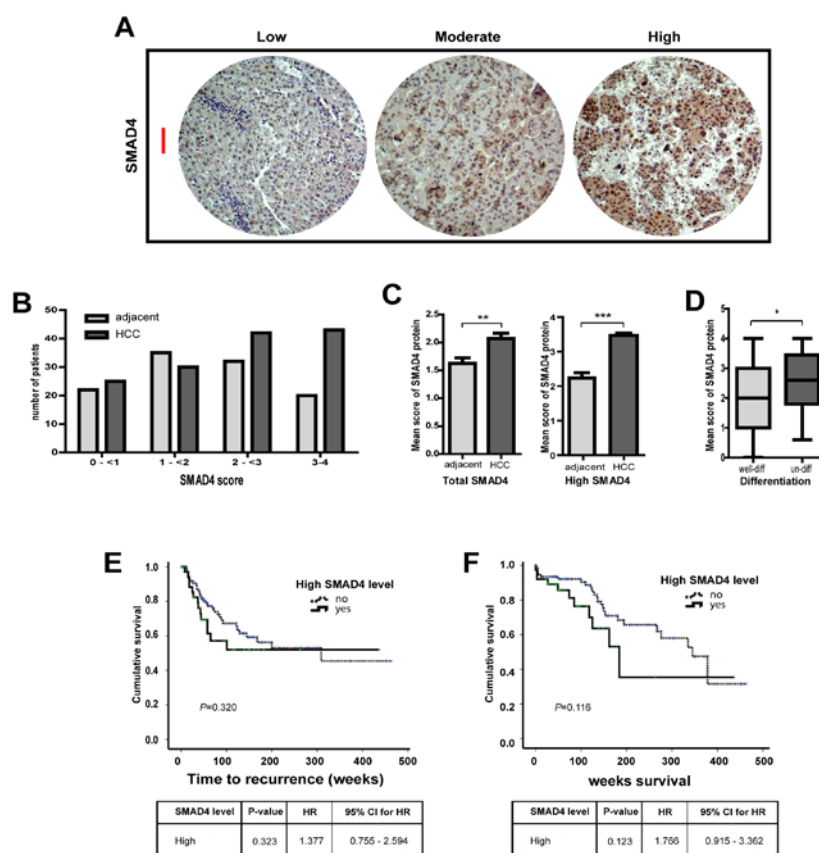 A
Low Moderate High
SMAD4
B
adjacent
HCC
number of patients
60
40
20
0
0 - <1 1 - <2 2 - <3 3-4
SMAD4 score
C
Mean score of SMAD4 protein
2.5
2.0
1.5
1.0
0.5
0.0
**
adjacent HCC
Total SMAD4
Mean score of SMAD4 protein
4
3
2
1
0
***
adjacent HCC
High SMAD4
D
Mean score of SMAD4 protein
5
4
3
2
1
0
*
well-diff un-diff
Differentiation
E
Cumulative survival
1.0
0.8
0.6
0.4
0.2
0.0
High SMAD4 level
no
yes
P=0.320
0 100 200 300 400 500
Time to recurrence (weeks)
SMAD4 level P-value HR 95% CI for HR
High 0.323 1.377 0.755 - 2.594
F
Cumulative survival
1.0
0.8
0.6
0.4
0.2
0.0
High SMAD4 level
no
yes
P=0.116
0 100 200 300 400 500
weeks survival
SMAD4 level P-value HR 95% CI for HR
High 0.123 1.766 0.915 - 3.362